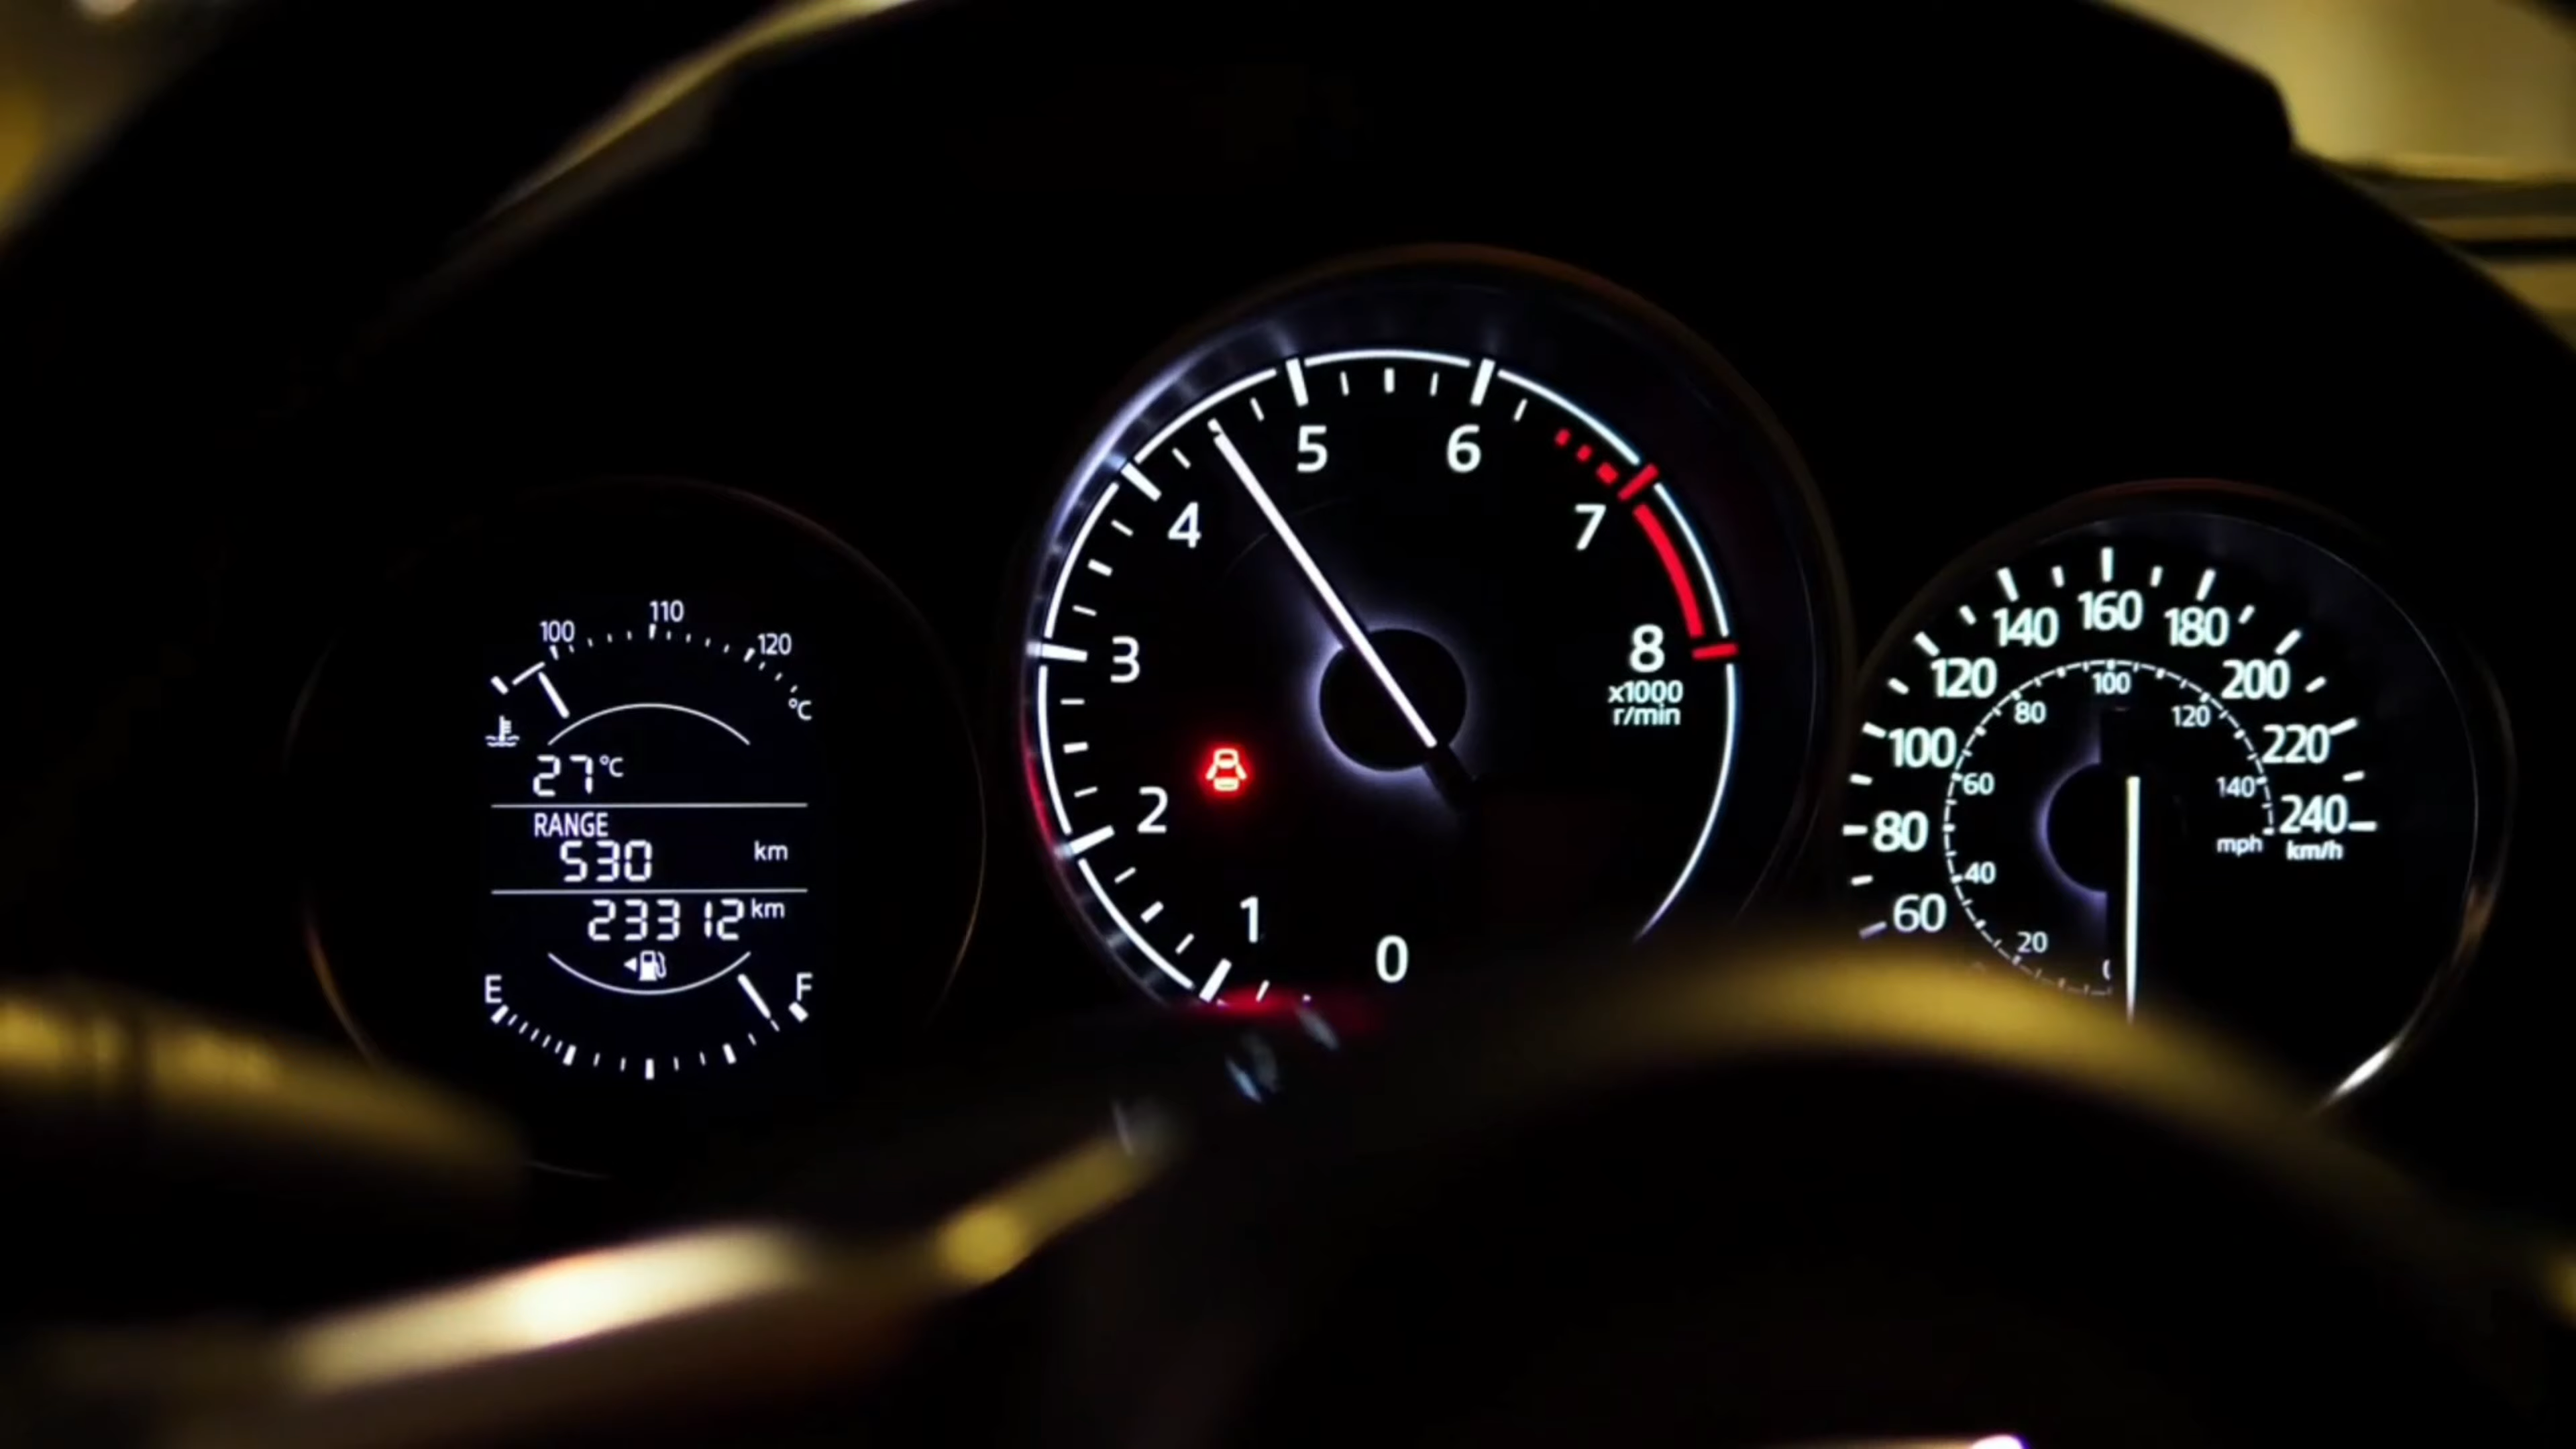 100 110 120
°C
27°C
RANGE
530 km
23312 km
E F
0 1 2 3 4 5 6 7 8
x1000
r/min
60 80 100 120 140 160 180 200 220 240
km/h
20 40 60 80 100 120 140
mph